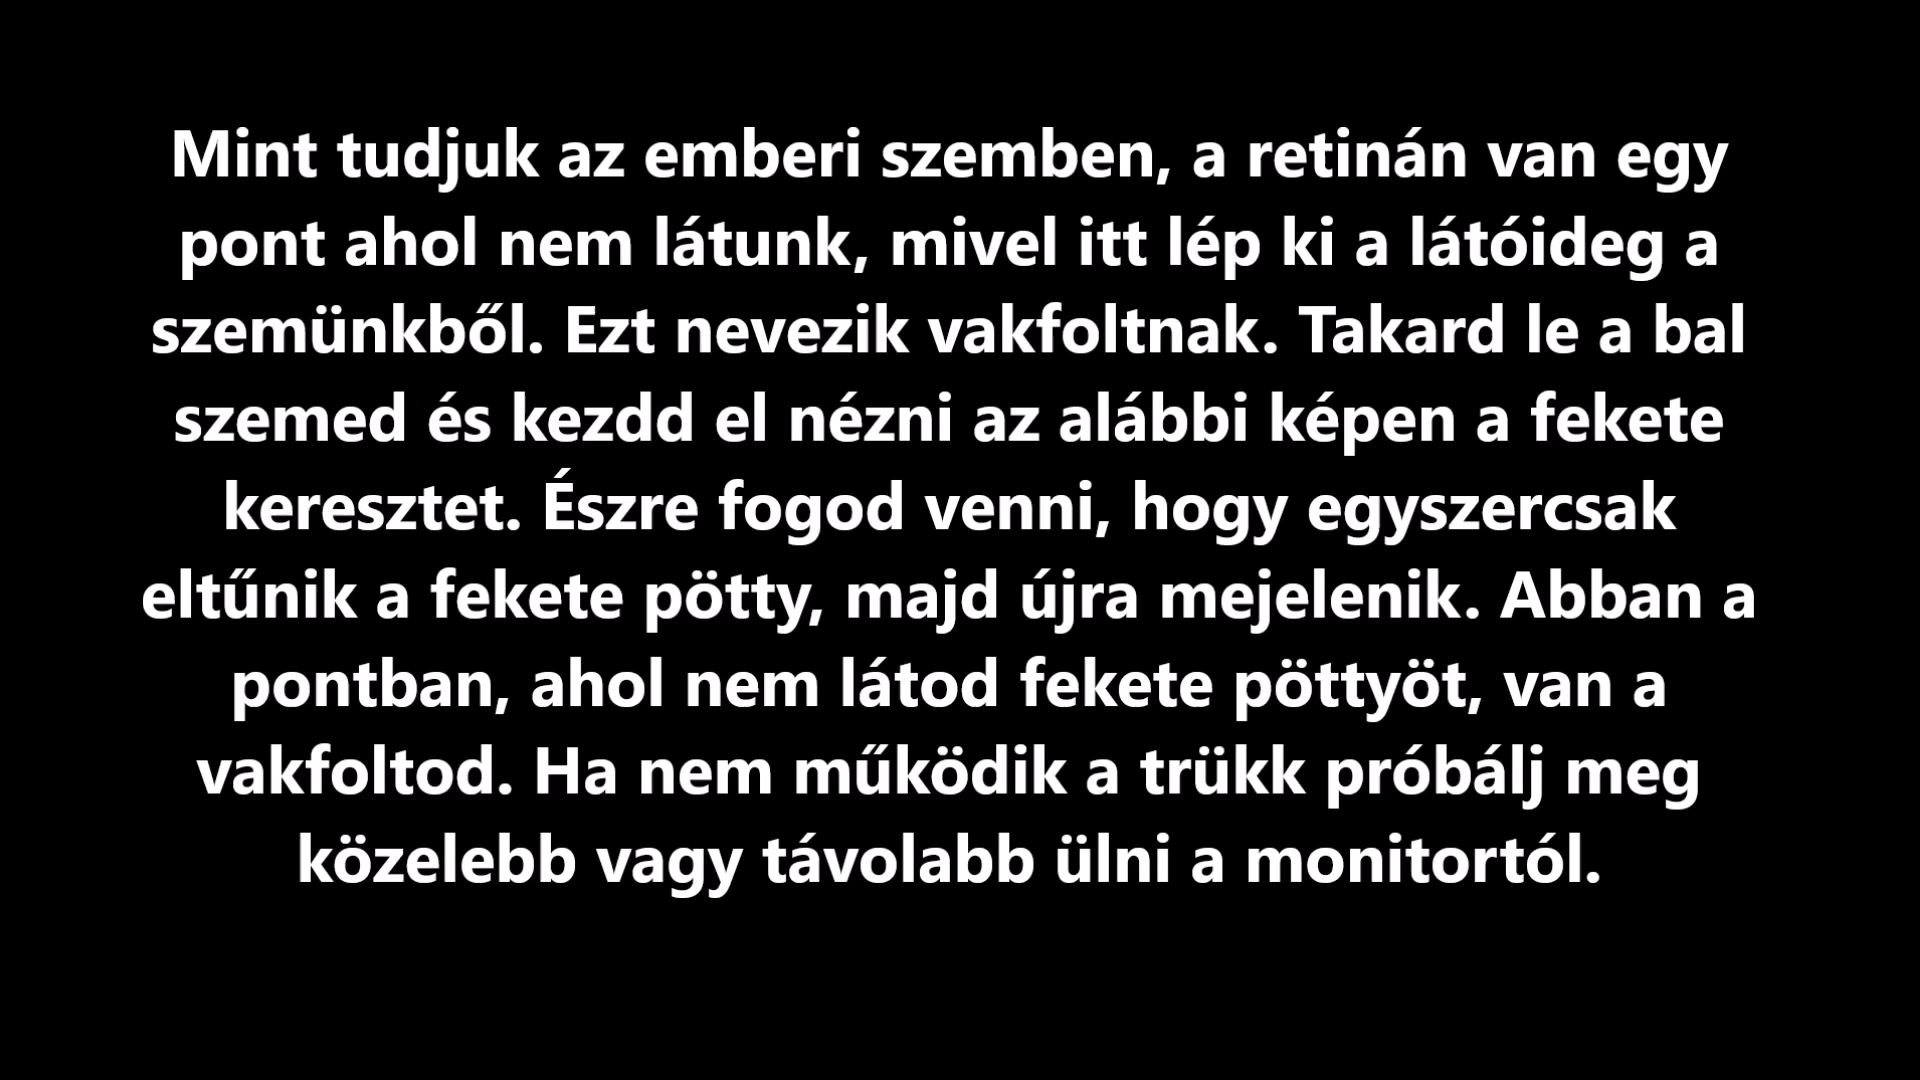 Mint tudjuk az emberi szemben, a retinán van egy
pont ahol nem látunk, mivel itt lép ki a látóideg a
szemünkből. Ezt nevezik vakfoltnak. Takard le a bal
szemed és kezdd el nézni az alábbi képen a fekete
keresztet. Észre fogod venni, hogy egyszercsak
eltűnik a fekete pötty, majd újra mejelenik. Abban a
pontban, ahol nem látod fekete pöttyöt, van a
vakfoltod. Ha nem működik a trükk próbálj meg
közelebb vagy távolabb ülni a monitortól.